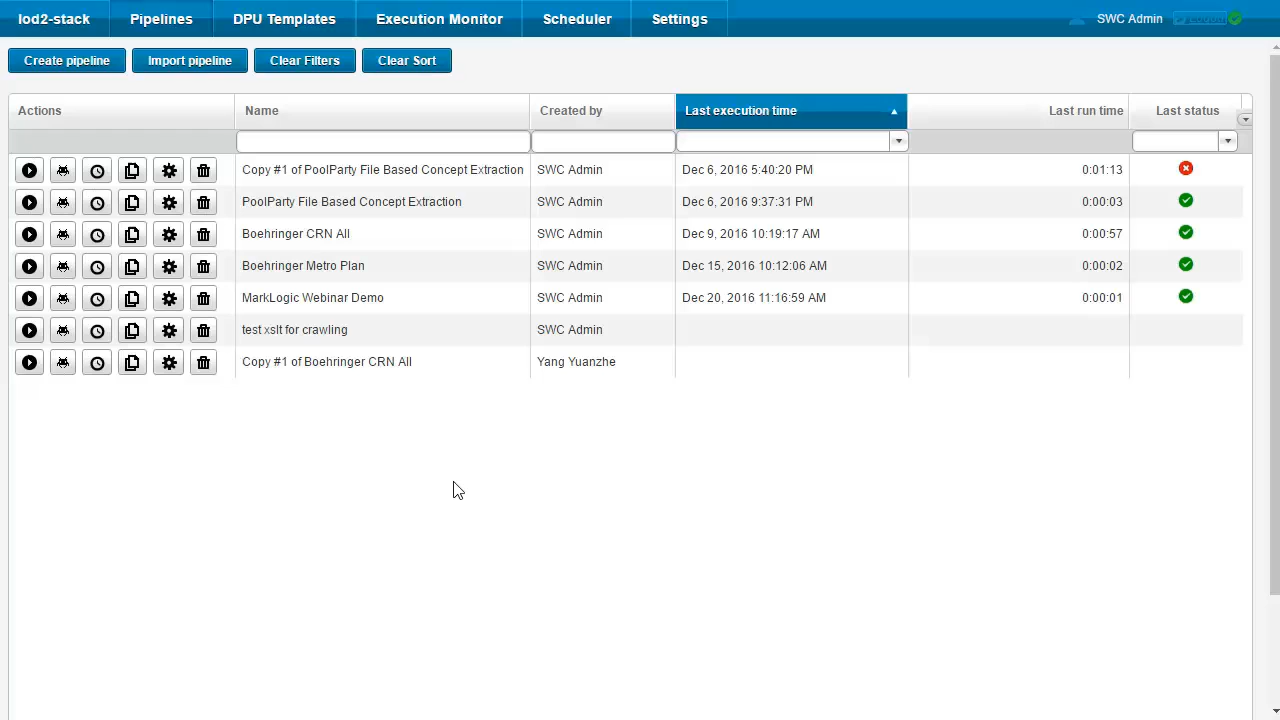 lod2-stack Pipelines DPU Templates Execution Monitor Scheduler Settings SWC Admin Logout
Create pipeline Import pipeline Clear Filters Clear Sort
Actions Name Created by Last execution time Last run time Last status
Copy #1 of PoolParty File Based Concept Extraction SWC Admin Dec 6, 2016 5:40:20 PM 0:01:13
PoolParty File Based Concept Extraction SWC Admin Dec 6, 2016 9:37:31 PM 0:00:03
Boehringer CRN All SWC Admin Dec 9, 2016 10:19:17 AM 0:00:57
Boehringer Metro Plan SWC Admin Dec 15, 2016 10:12:06 AM 0:00:02
MarkLogic Webinar Demo SWC Admin Dec 20, 2016 11:16:59 AM 0:00:01
test xslt for crawling SWC Admin
Copy #1 of Boehringer CRN All Yang Yuanzhe